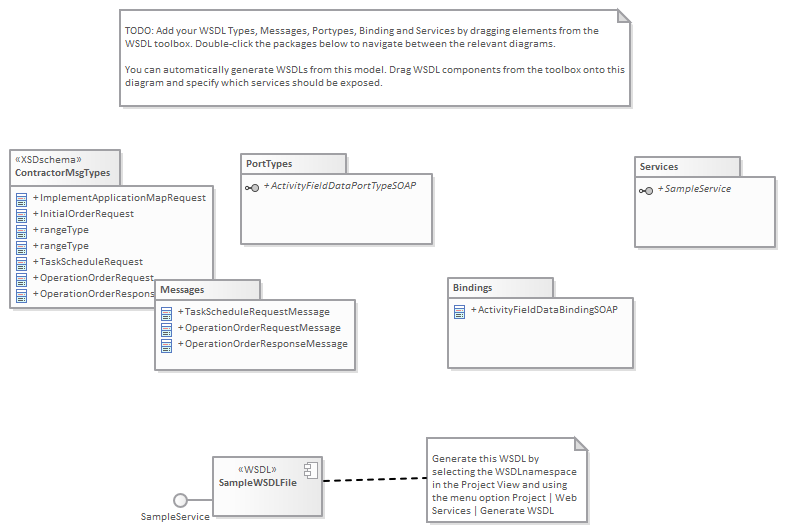 TODO: Add your WSDL Types, Messages, Portypes, Binding and Services by dragging elements from the
WSDL toolbox. Double-click the packages below to navigate between the relevant diagrams.
You can automatically generate WSDLs from this model. Drag WSDL components from the toolbox onto this
diagram and specify which services should be exposed.
«XSDschema»
ContractorMsgTypes
+ImplementApplicationMapRequest
+InitialOrderRequest
+rangeType
+rangeType
+TaskScheduleRequest
+OperationOrderRequest
+OperationOrderRespons
PortTypes
+ActivityFieldDataPortTypeSOAP
Services
+SampleService
Messages
+TaskScheduleRequestMessage
+OperationOrderRequestMessage
+OperationOrderResponseMessage
Bindings
+ActivityFieldDataBindingSOAP
«WSDL»
SampleWSDLFile
SampleService
Generate this WSDL by
selecting the WSDLnamespace
in the Project View and using
the menu option Project | Web
Services | Generate WSDL